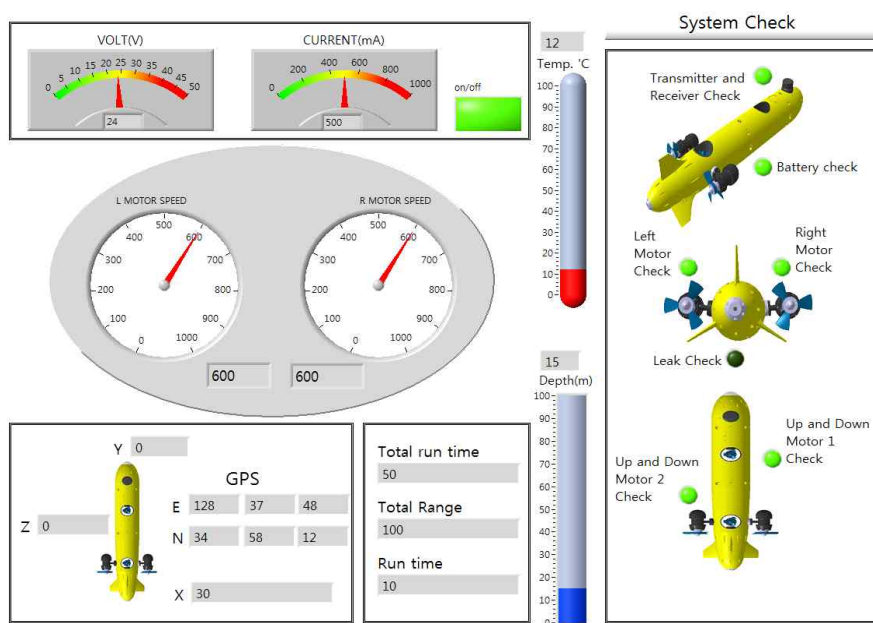 VOLT(V)
0 5 10 15 20 25 30 35 40 45 50
24
CURRENT(mA)
0 200 400 600 800 1000
500
on/off
L MOTOR SPEED
0 100 200 300 400 500 600 700 800 900 1000
600
R MOTOR SPEED
0 100 200 300 400 500 600 700 800 900 1000
600
12
Temp. 'C
100
90
80
70
60
50
40
30
20
10
0
15
Depth(m)
100
90
80
70
60
50
40
30
20
10
0
Y 0
Z 0
GPS
E 128 37 48
N 34 58 12
X 30
Total run time
50
Total Range
100
Run time
10
System Check
Transmitter and
Receiver Check
Battery check
Left
Motor
Check
Right
Motor
Check
Leak Check
Up and Down
Motor 1
Check
Up and Down
Motor 2
Check